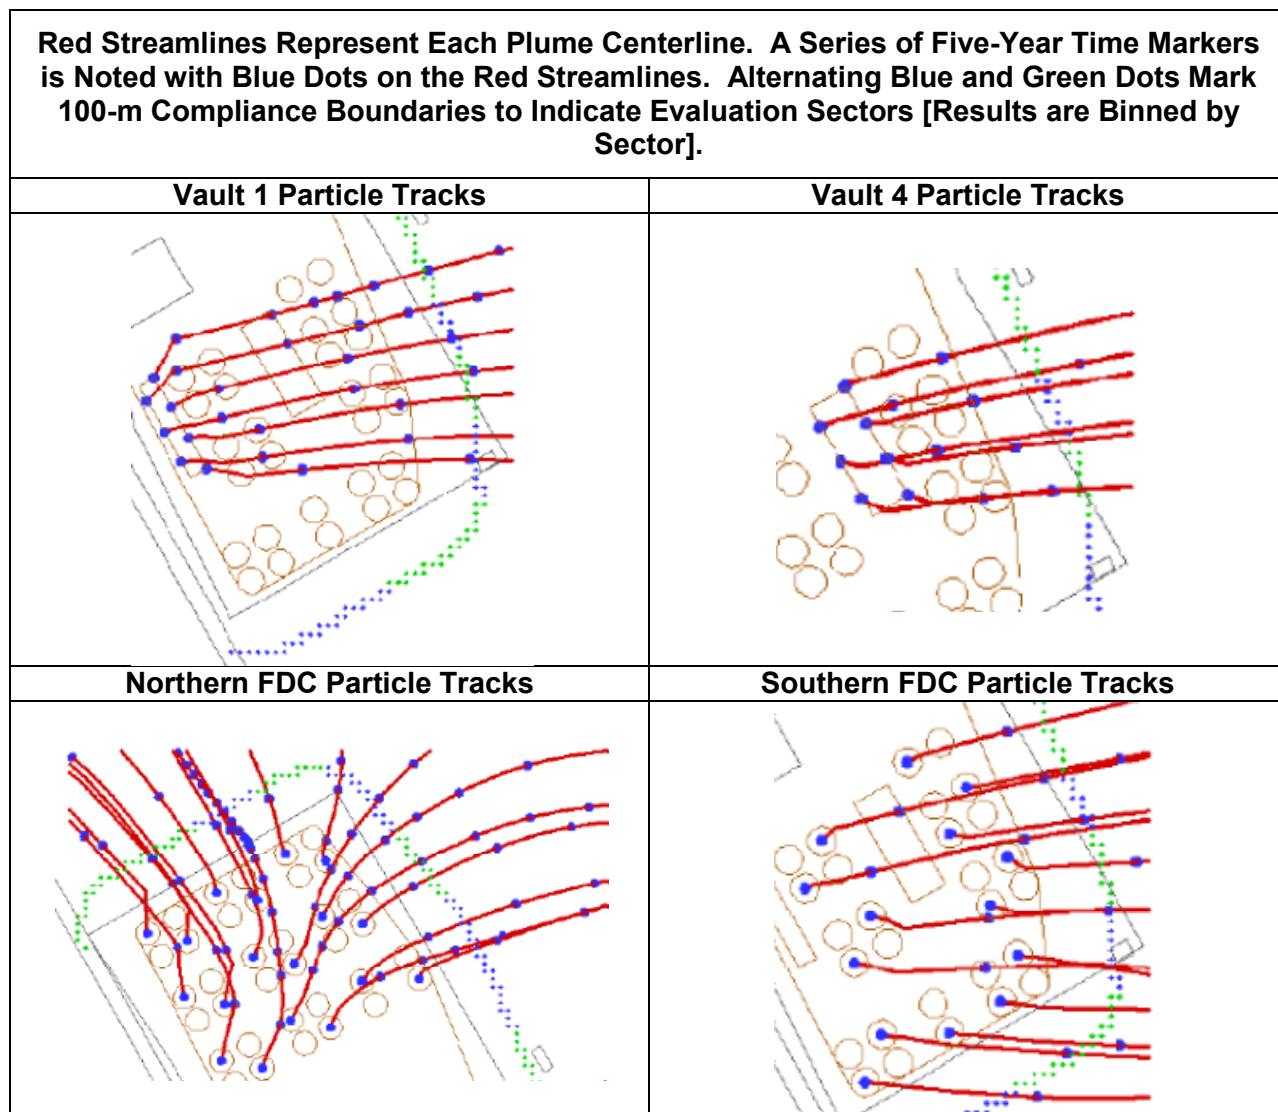 Red Streamlines Represent Each Plume Centerline.  A Series of Five-Year Time Markers
is Noted with Blue Dots on the Red Streamlines.  Alternating Blue and Green Dots Mark
100-m Compliance Boundaries to Indicate Evaluation Sectors [Results are Binned by
Sector].
Vault 1 Particle Tracks
Vault 4 Particle Tracks
Northern FDC Particle Tracks
Southern FDC Particle Tracks